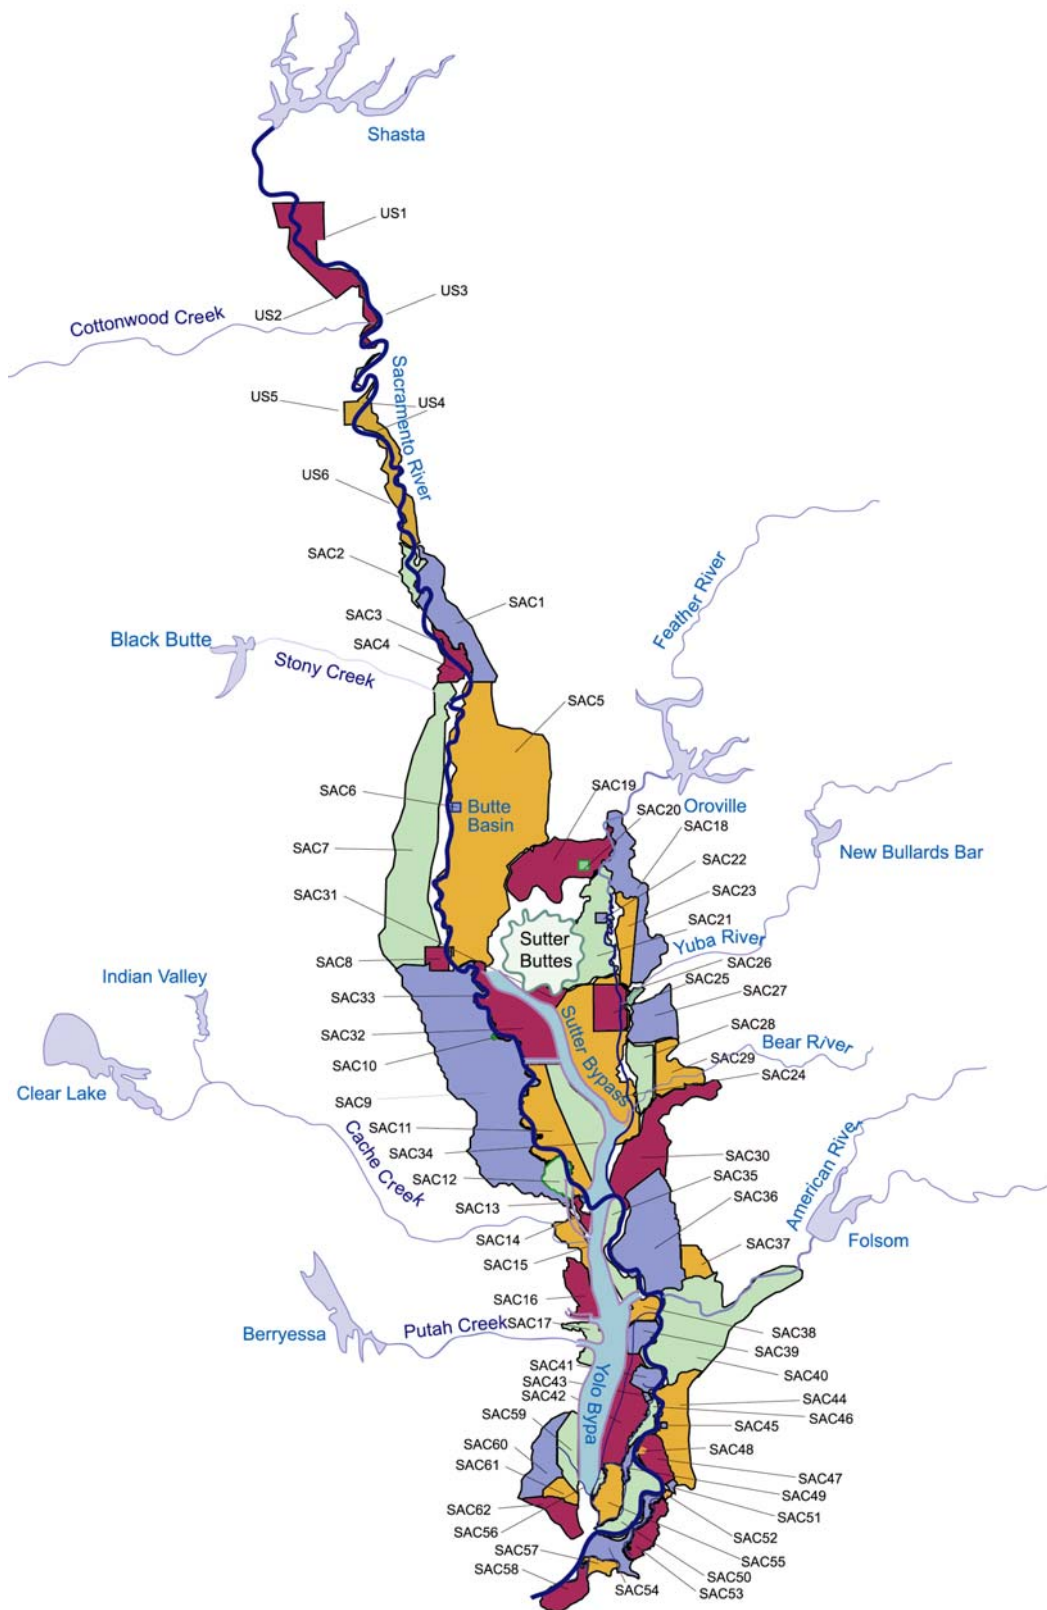 Shasta
US1
US3
US2
Cottonwood Creek
Sacramento River
US5
US4
US6
SAC2
SAC1
SAC3
SAC4
Black Butte
Stony Creek
Feather River
SAC5
SAC6
Butte
Basin
SAC19
SAC20
Oroville
SAC18
SAC7
SAC22
New Bullards Bar
SAC23
SAC31
SAC21
Yuba River
Sutter
Buttes
SAC8
SAC26
SAC25
Indian Valley
SAC33
SAC27
SAC32
Sutter Bypass
SAC28
Bear River
SAC10
SAC29
SAC24
Clear Lake
SAC9
Cache Creek
SAC11
SAC34
SAC30
American River
SAC12
SAC35
SAC36
SAC13
SAC14
SAC37
Folsom
SAC15
SAC16
Putah Creek
SAC17
Berryessa
SAC38
SAC39
SAC41
SAC40
SAC43
SAC42
Yolo Bypa
SAC44
SAC46
SAC45
SAC59
SAC60
SAC48
SAC61
SAC47
SAC49
SAC62
SAC51
SAC56
SAC52
SAC57
SAC55
SAC58
SAC50
SAC54
SAC53